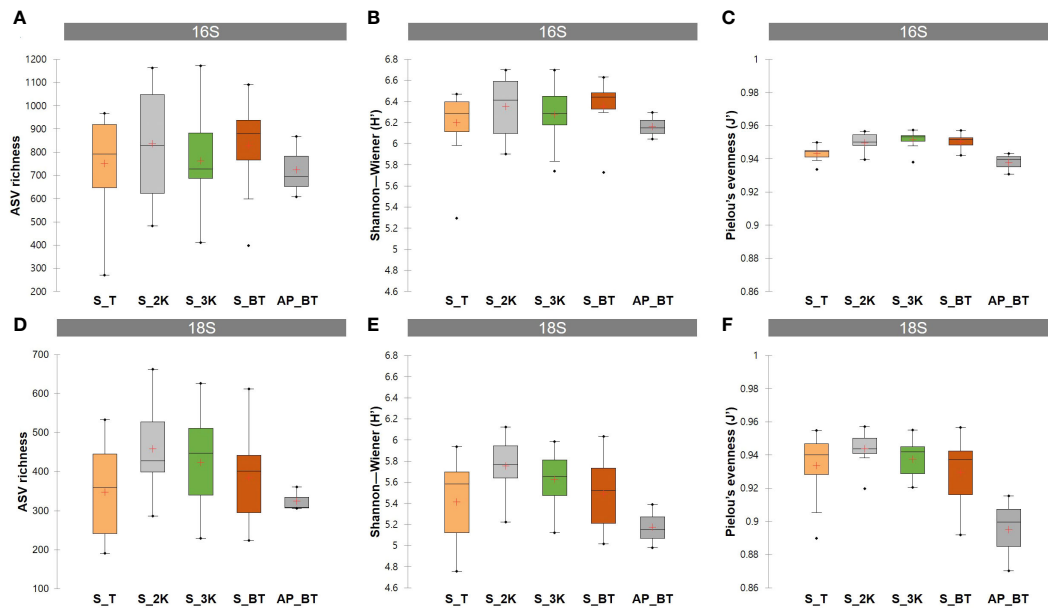 A
16S
1200
1100
1000
900
800
700
600
500
400
300
200
ASV richness
S_T S_2K S_3K S_BT AP_BT
B
16S
6.8
6.6
6.4
6.2
6
5.8
5.6
5.4
5.2
5
4.8
4.6
Shannon—Wiener (H')
S_T S_2K S_3K S_BT AP_BT
C
16S
1
0.98
0.96
0.94
0.92
0.9
0.88
0.86
Pielou's evenness (J')
S_T S_2K S_3K S_BT AP_BT
D
18S
700
600
500
400
300
200
100
ASV richness
S_T S_2K S_3K S_BT AP_BT
E
18S
6.8
6.6
6.4
6.2
6
5.8
5.6
5.4
5.2
5
4.8
4.6
Shannon—Wiener (H')
S_T S_2K S_3K S_BT AP_BT
F
18S
1
0.98
0.96
0.94
0.92
0.9
0.88
0.86
Pielou's evenness (J')
S_T S_2K S_3K S_BT AP_BT